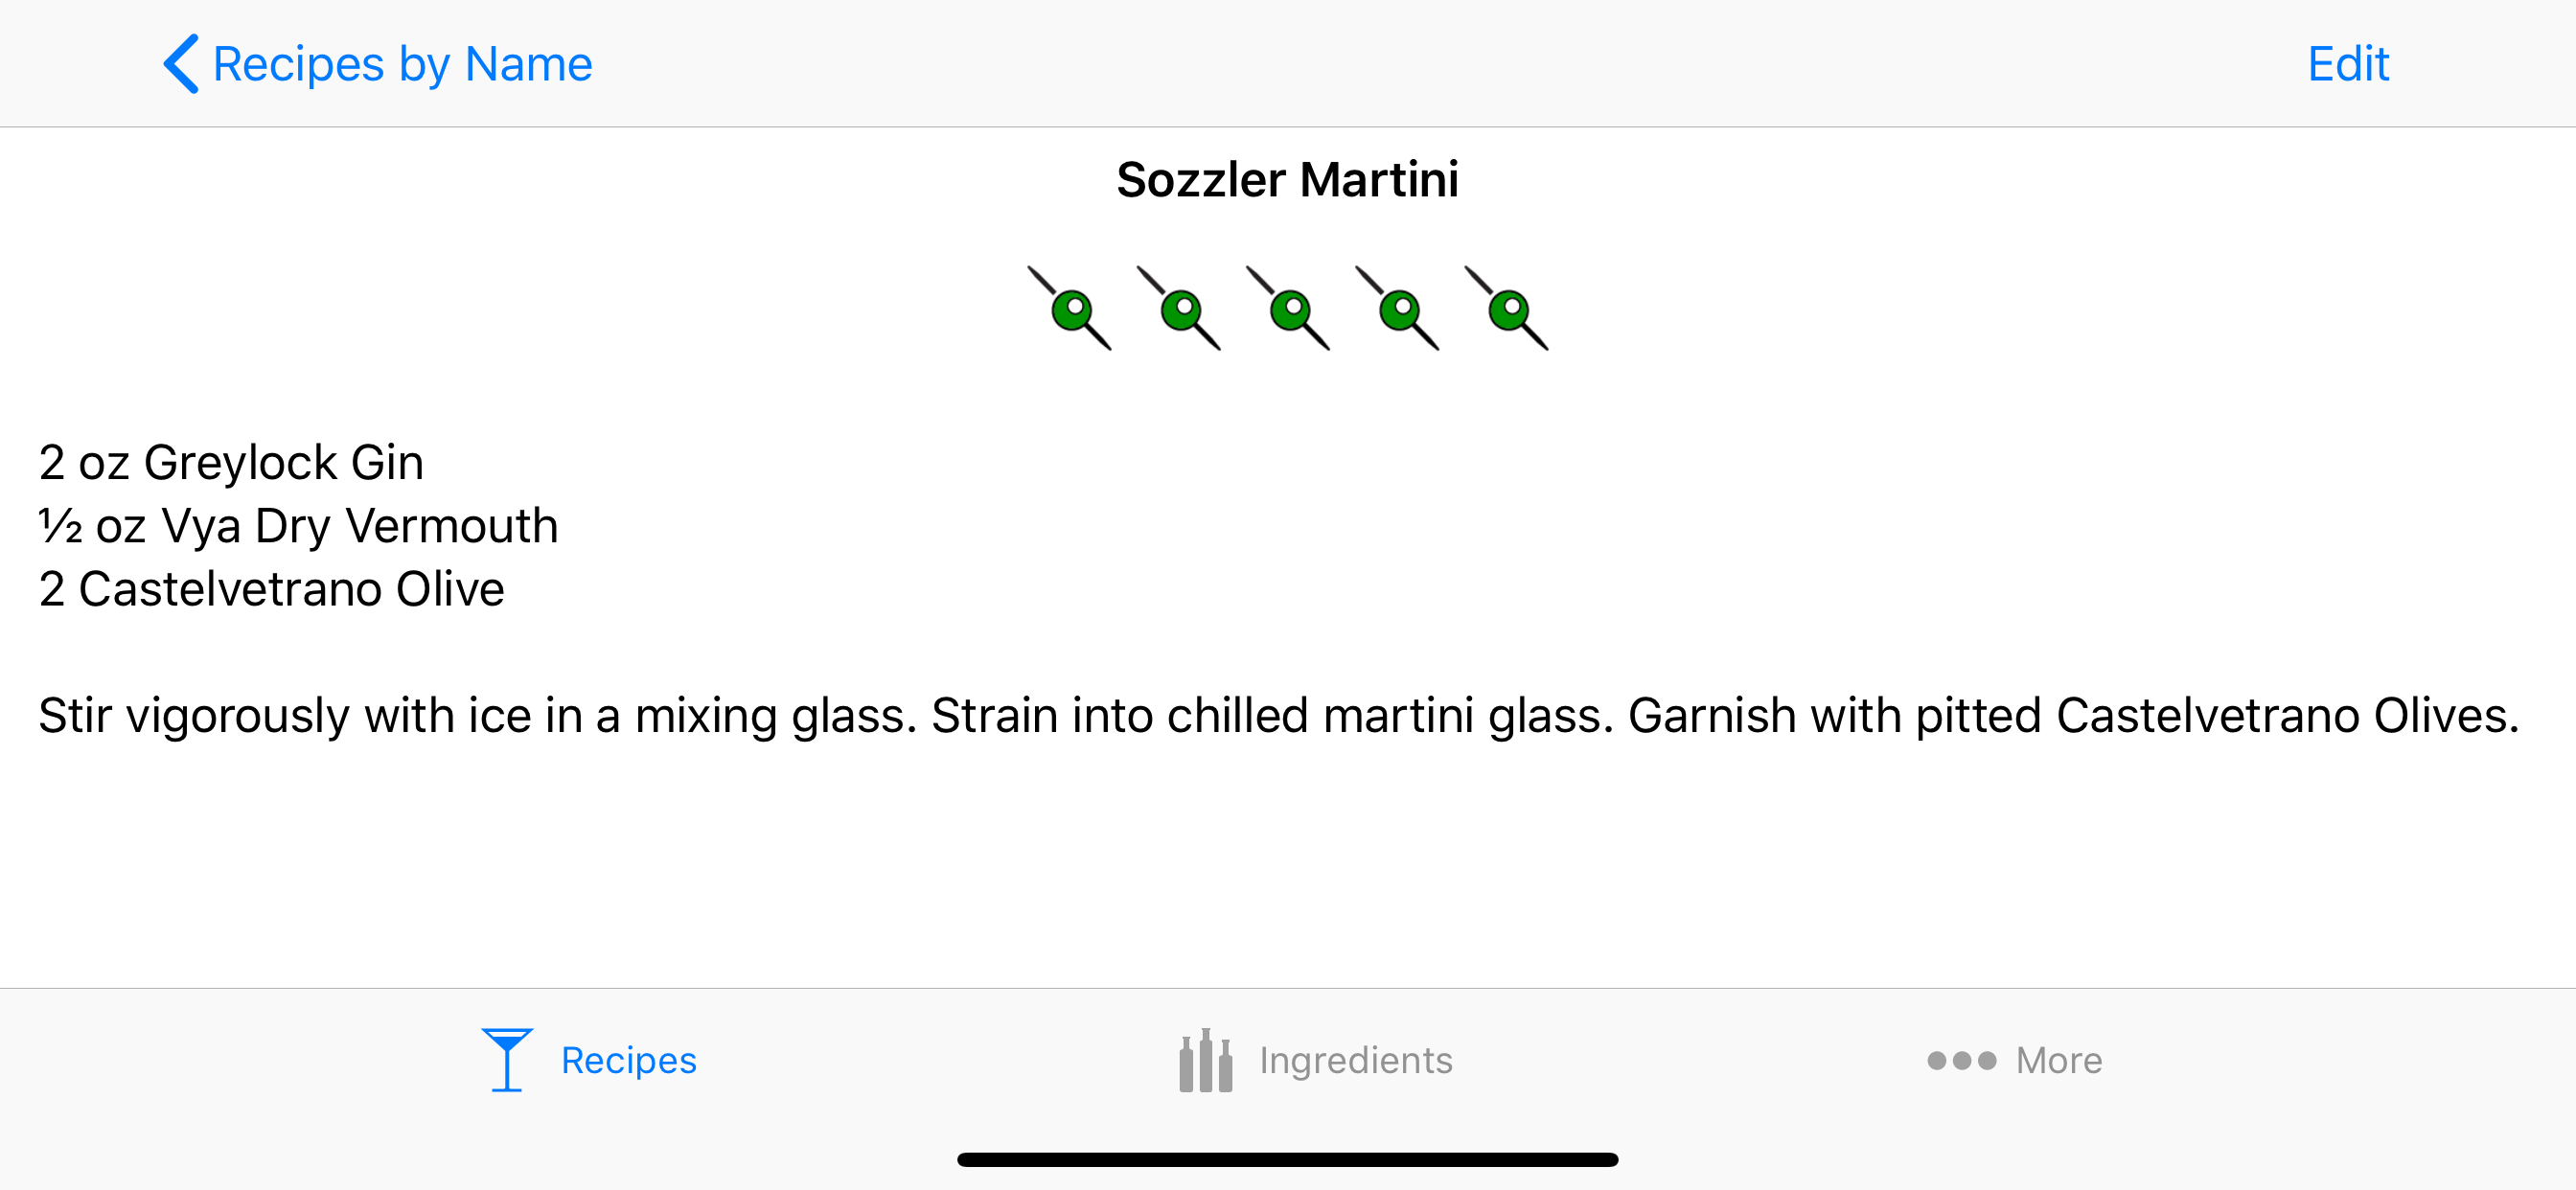 Recipes by Name
Edit
Sozzler Martini
2 oz Greylock Gin
½ oz Vya Dry Vermouth
2 Castelvetrano Olive
Stir vigorously with ice in a mixing glass. Strain into chilled martini glass. Garnish with pitted Castelvetrano Olives.
Recipes
Ingredients
More